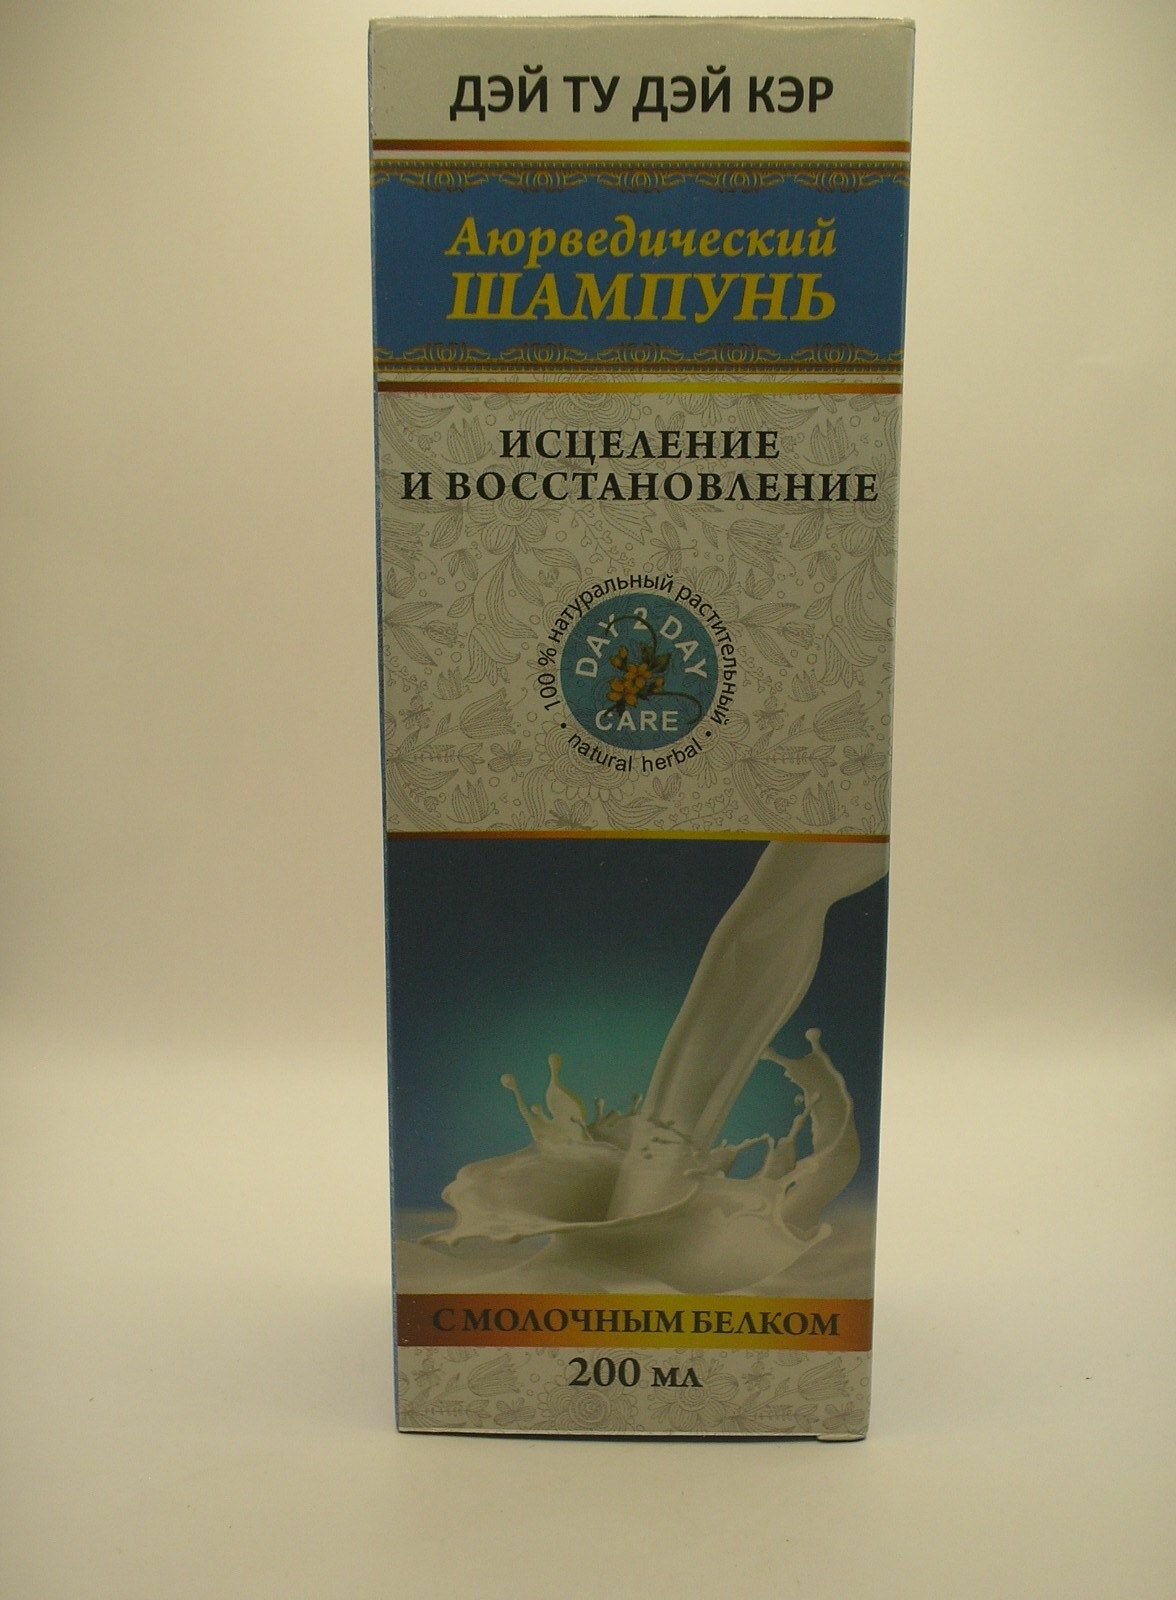 ДЭЙ ТУ ДЭЙ КЭР
Аюрведический
ШАМПУНЬ
ИСЦЕЛЕНИЕ
И ВОССТАНОВЛЕНИЕ
100 % натуральный растительный
DAY 2 DAY
CARE
• natural herbal •
С МОЛОЧНЫМ БЕЛКОМ
200 мл